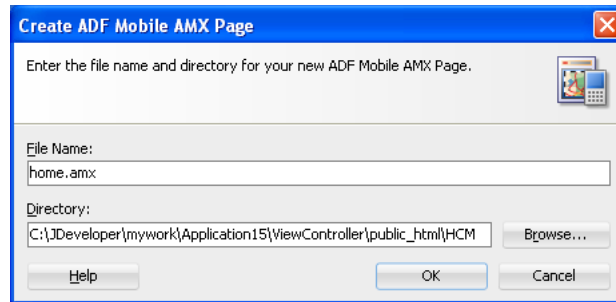 Create ADF Mobile AMX Page
Enter the file name and directory for your new ADF Mobile AMX Page.
File Name:
home.amx
Directory:
C:\JDeveloper\mywork\Application15\ViewController\public_html\HCM
Browse...
Help
OK
Cancel